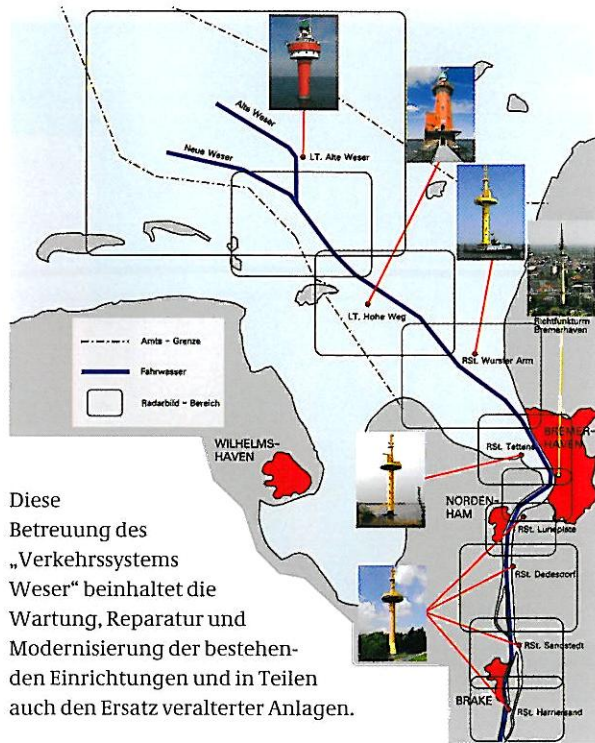 Alte Weser
Neue Weser
LT. Alte Weser
LT. Hohe Weg
Richtfunkturm
Bremerhaven
RSt. Wurster Arm
Amts - Grenze
Fahrwasser
Radarbild - Bereich
WILHELMS-
HAVEN
BREMER-
HAVEN
RSt. Tettens
NORDEN-
HAM
RSt. Luneplate
RSt. Dedesdorf
RSt. Sandstedt
BRAKE
RSt. Harriersand
Diese
Betreuung des
„Verkehrssystems
Weser“ beinhaltet die
Wartung, Reparatur und
Modernisierung der bestehen-
den Einrichtungen und in Teilen
auch den Ersatz veralterter Anlagen.